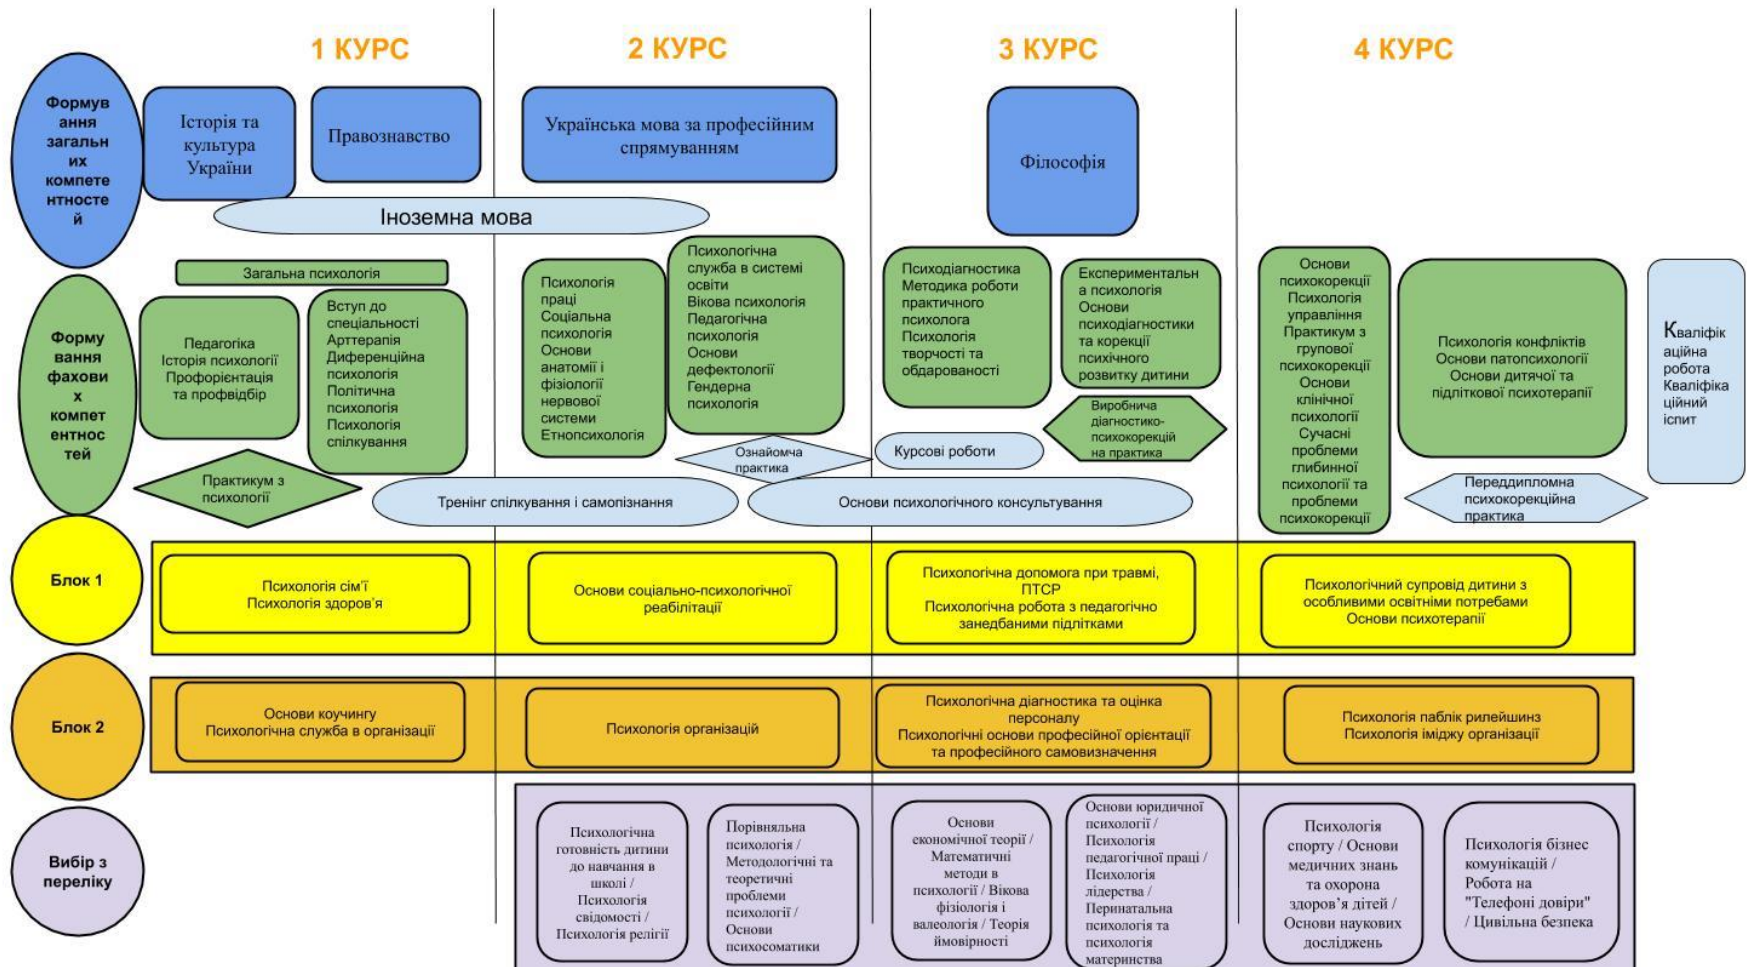 1 КУРС
2 КУРС
3 КУРС
4 КУРС
Формув
ання
загальн
их
компете
нтносте
й
Історія та
культура
України
Правознавство
Українська мова за професійним
спрямуванням
Філософія
Іноземна мова
Форму
вання
фахови
х
компет
ентнос
тей
Загальна психологія
Педагогіка
Історія психології
Профорієнтація
та профвідбір
Вступ до
спеціальності
Арттерапія
Диференційна
психологія
Політична
психологія
Психологія
спілкування
Практикум з
психології
Психологія
праці
Соціальна
психологія
Основи
анатомії і
фізіології
нервової
системи
Етнопсихологія
Психологічна
служба в системі
освіти
Вікова психологія
Педагогічна
психологія
Основи
дефектології
Гендерна
психологія
Ознайомча
практика
Тренінг спілкування і самопізнання
Психодіагностика
Методика роботи
практичного
психолога
Психологія
творчості та
обдарованості
Експериментальн
а психологія
Основи
психодіагностики
та корекції
психічного
розвитку дитини
Виробнича
діагностико-
психокорекцій
на практика
Курсові роботи
Основи психологічного консультування
Основи
психокорекції
Психологія
управління
Практикум з
групової
психокорекції
Основи
клінічної
психології
Сучасні
проблеми
глибинної
психології та
проблеми
психокорекції
Психологія конфліктів
Основи патопсихології
Основи дитячої та
підліткової психотерапії
Переддипломна
психокорекційна
практика
Кваліфік
аційна
робота
Кваліфіка
ційний
іспит
Блок 1
Психологія сім’ї
Психологія здоров’я
Основи соціально-психологічної
реабілітації
Психологічна допомога при травмі,
ПТСР
Психологічна робота з педагогічно
занедбаними підлітками
Психологічний супровід дитини з
особливими освітніми потребами
Основи психотерапії
Блок 2
Основи коучингу
Психологічна служба в організації
Психологія організацій
Психологічна діагностика та оцінка
персоналу
Психологічні основи професійної орієнтації
та професійного самовизначення
Психологія паблік рилейшинз
Психологія іміджу організації
Вибір з
переліку
Психологічна
готовність дитини
до навчання в
школі /
Психологія
свідомості /
Психологія релігії
Порівняльна
психологія /
Методологічні та
теоретичні
проблеми
психології /
Основи
психосоматики
Основи
економічної теорії /
Математичні
методи в
психології / Вікова
фізіологія і
валеологія / Теорія
ймовірності
Основи юридичної
психології /
Психологія
педагогічної праці /
Психологія
лідерства /
Перинатальна
психологія та
психологія
материнства
Психологія
спорту / Основи
медичних знань
та охорона
здоров’я дітей /
Основи наукових
досліджень
Психологія бізнес
комунікацій /
Робота на
"Телефоні довіри"
/ Цивільна безпека